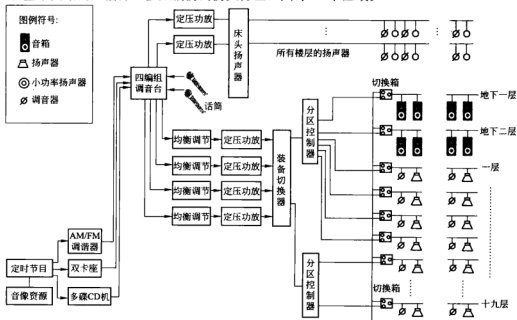 图例符号:
音箱
扬声器
小功率扬声器
调音器
四编组
调音台
定压功放
定压功放
床头扬声器
所有楼层的扬声器
话筒
均衡调节
定压功放
均衡调节
定压功放
均衡调节
定压功放
均衡调节
定压功放
装备切换器
分区控制器
分区控制器
切换箱
地下一层
地下二层
一层
切换箱
十九层
定时节目
音像资源
AM/FM
调谐器
双卡座
多碟CD机